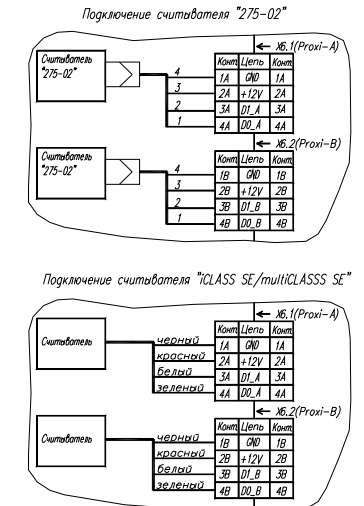 Подключение считывателя "275-02"
Х6.1(Proxi-A)
Считыватель
"275-02"
Конт. Цепь Конт.
4 1A GND 1A
3 2A +12V 2A
2 3A D1_A 3A
1 4A D0_A 4A
Х6.2(Proxi-B)
Считыватель
"275-02"
Конт. Цепь Конт.
4 1B GND 1B
3 2B +12V 2B
2 3B D1_B 3B
1 4B D0_B 4B
Подключение считывателя "iCLASS SE/multiCLASSS SE"
Х6.1(Proxi-A)
Считыватель
Конт. Цепь Конт.
черный 1A GND 1A
красный 2A +12V 2A
белый 3A D1_A 3A
зеленый 4A D0_A 4A
Х6.2(Proxi-B)
Считыватель
Конт. Цепь Конт.
черный 1B GND 1B
красный 2B +12V 2B
белый 3B D1_B 3B
зеленый 4B D0_B 4B